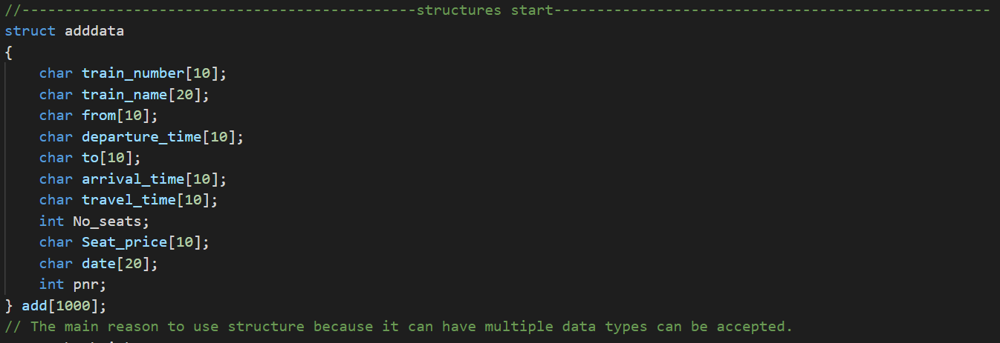 //----------------------------------------------structures start---------------------------------------------------
struct adddata
{
    char train_number[10];
    char train_name[20];
    char from[10];
    char departure_time[10];
    char to[10];
    char arrival_time[10];
    char travel_time[10];
    int No_seats;
    char Seat_price[10];
    char date[20];
    int pnr;
} add[1000];
// The main reason to use structure because it can have multiple data types can be accepted.